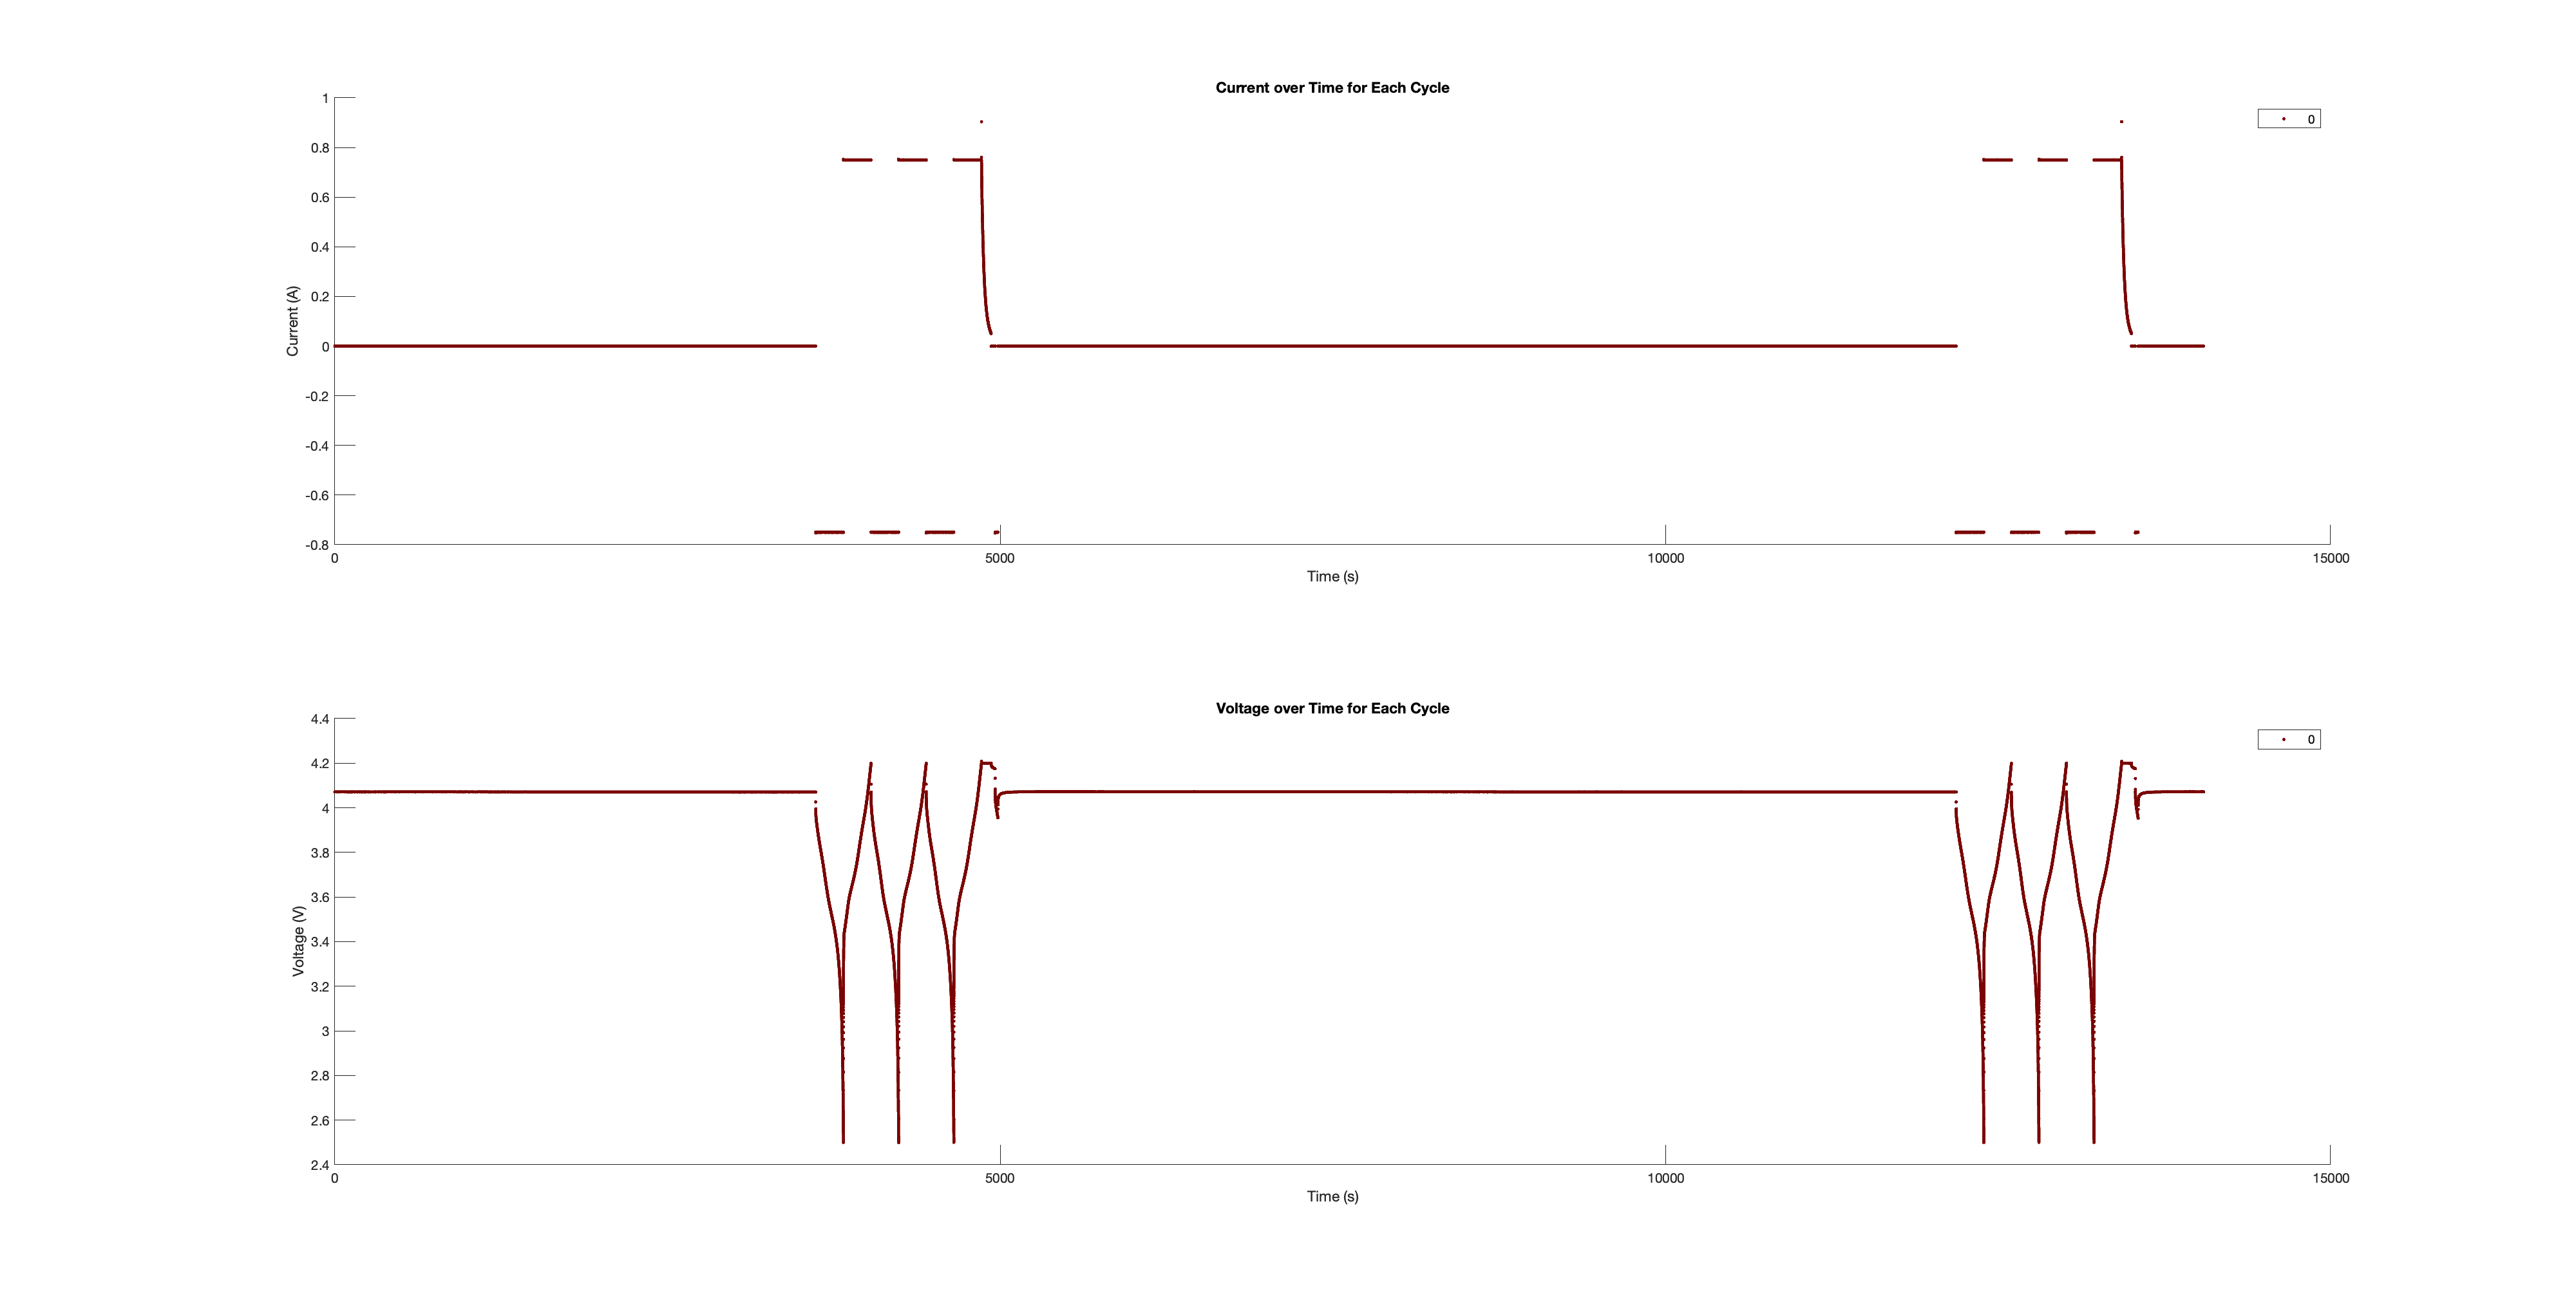 Current over Time for Each Cycle
1
0.8
0.6
0.4
0.2
0
-0.2
-0.4
-0.6
-0.8
Current (A)
0
0 5000 10000 15000
Time (s)
Voltage over Time for Each Cycle
4.4
4.2
4
3.8
3.6
3.4
3.2
3
2.8
2.6
2.4
Voltage (V)
0
0 5000 10000 15000
Time (s)